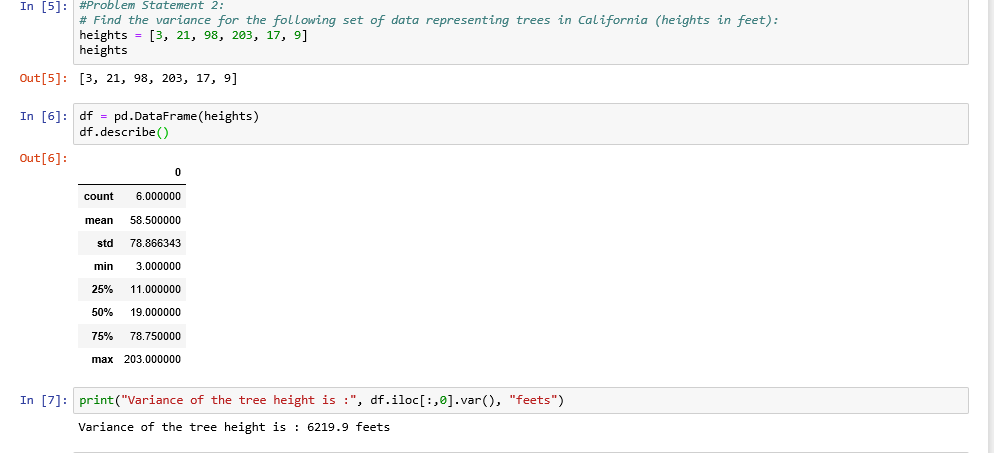 In [5]: #Problem Statement 2:
# Find the variance for the following set of data representing trees in California (heights in feet):
heights = [3, 21, 98, 203, 17, 9]
heights
Out[5]: [3, 21, 98, 203, 17, 9]
In [6]: df = pd.DataFrame(heights)
df.describe()
Out[6]:
0
count 6.000000
mean 58.500000
std 78.866343
min 3.000000
25% 11.000000
50% 19.000000
75% 78.750000
max 203.000000
In [7]: print("Variance of the tree height is :", df.iloc[:,0].var(), "feets")
Variance of the tree height is : 6219.9 feets